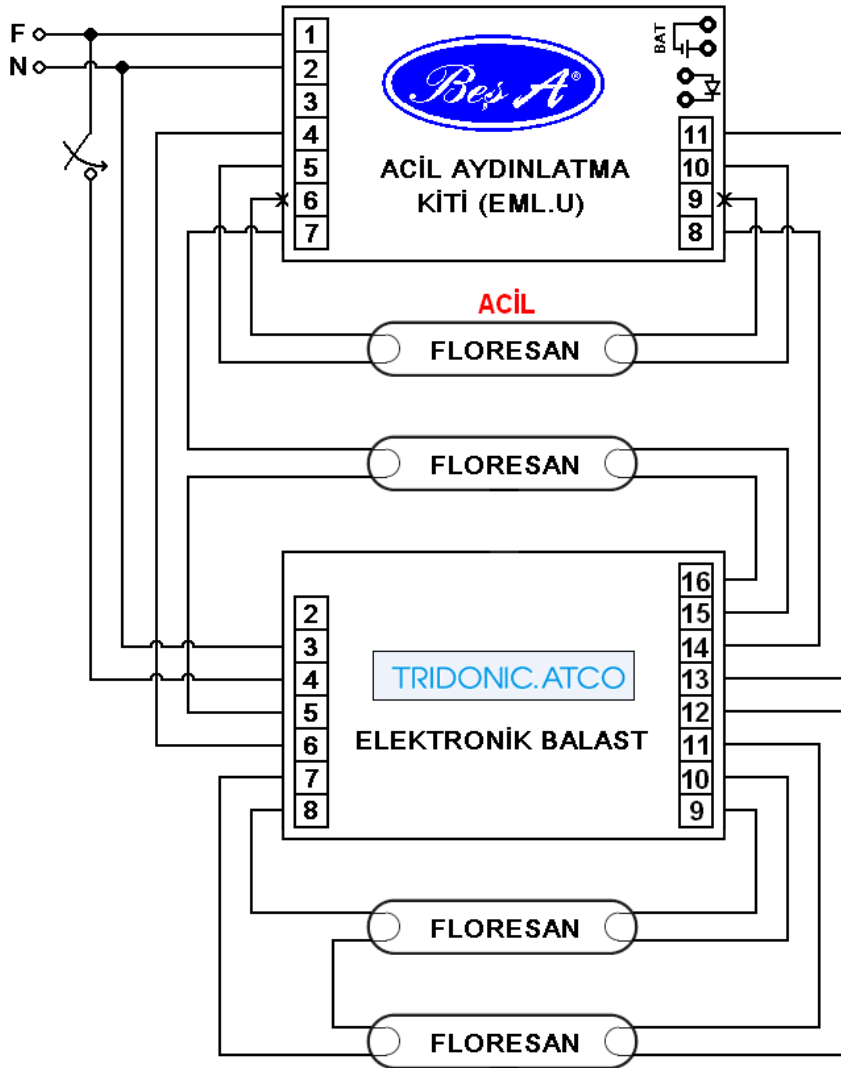 F
N
1
2
3
4
5
6
7
Beş A®
ACİL AYDINLATMA
KİTİ (EML.U)
BAT
11
10
9
8
ACİL
FLORESAN
FLORESAN
2
3
4
5
6
7
8
TRIDONIC.ATCO
ELEKTRONİK BALAST
16
15
14
13
12
11
10
9
FLORESAN
FLORESAN